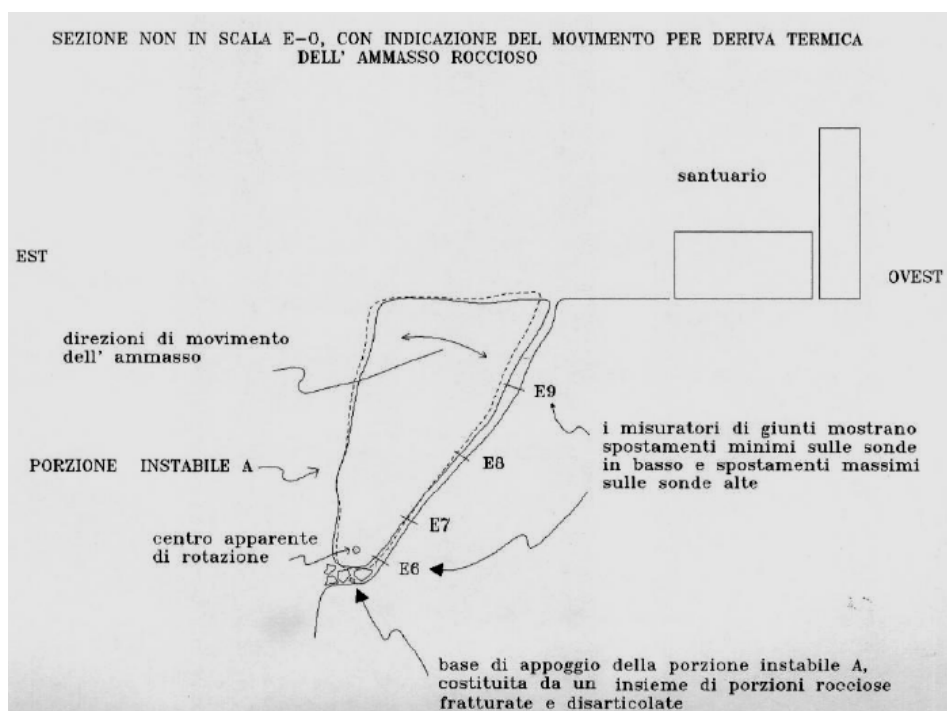 SEZIONE NON IN SCALA E-O, CON INDICAZIONE DEL MOVIMENTO PER DERIVA TERMICA
DELL' AMMASSO ROCCIOSO
santuario
EST
OVEST
direzioni di movimento
dell' ammasso
E9
i misuratori di giunti mostrano
spostamenti minimi sulle sonde
in basso e spostamenti massimi
sulle sonde alte
E8
PORZIONE INSTABILE A
E7
centro apparente
di rotazione
E6
base di appoggio della porzione instabile A,
costituita da un insieme di porzioni rocciose
fratturate e disarticolate